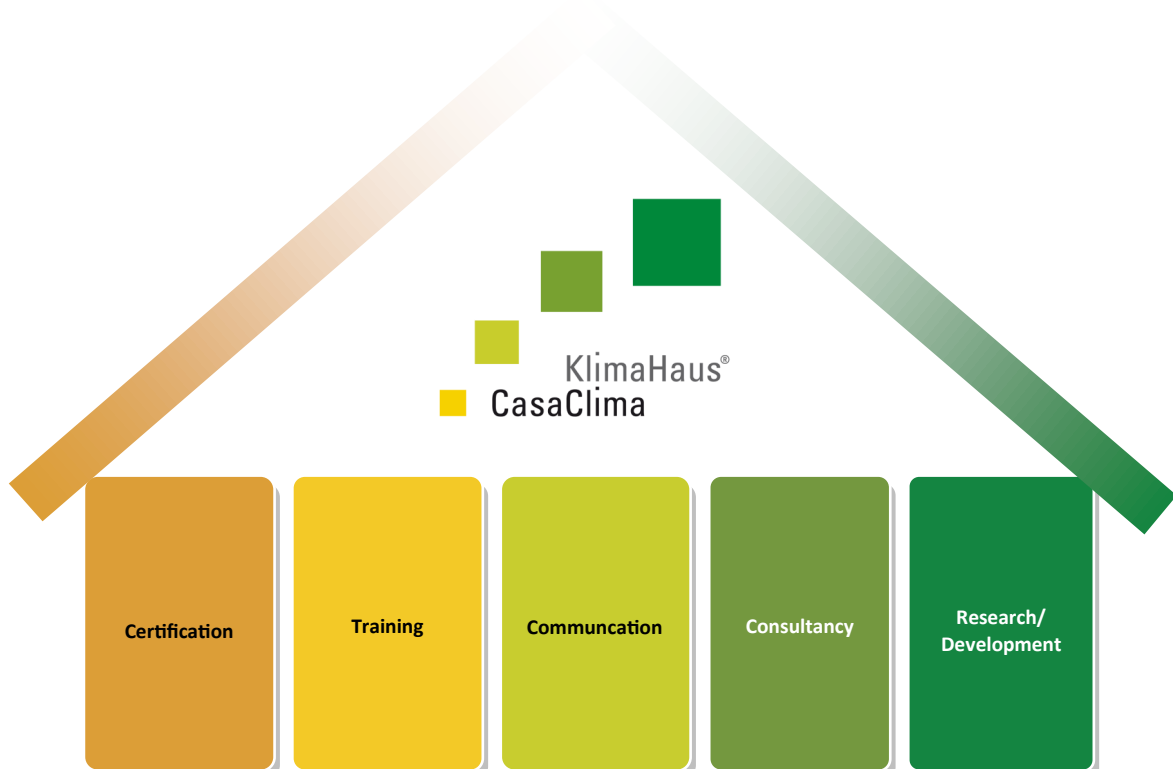 KlimaHaus®
CasaClima
Certification
Training
Communcation
Consultancy
Research/
Development